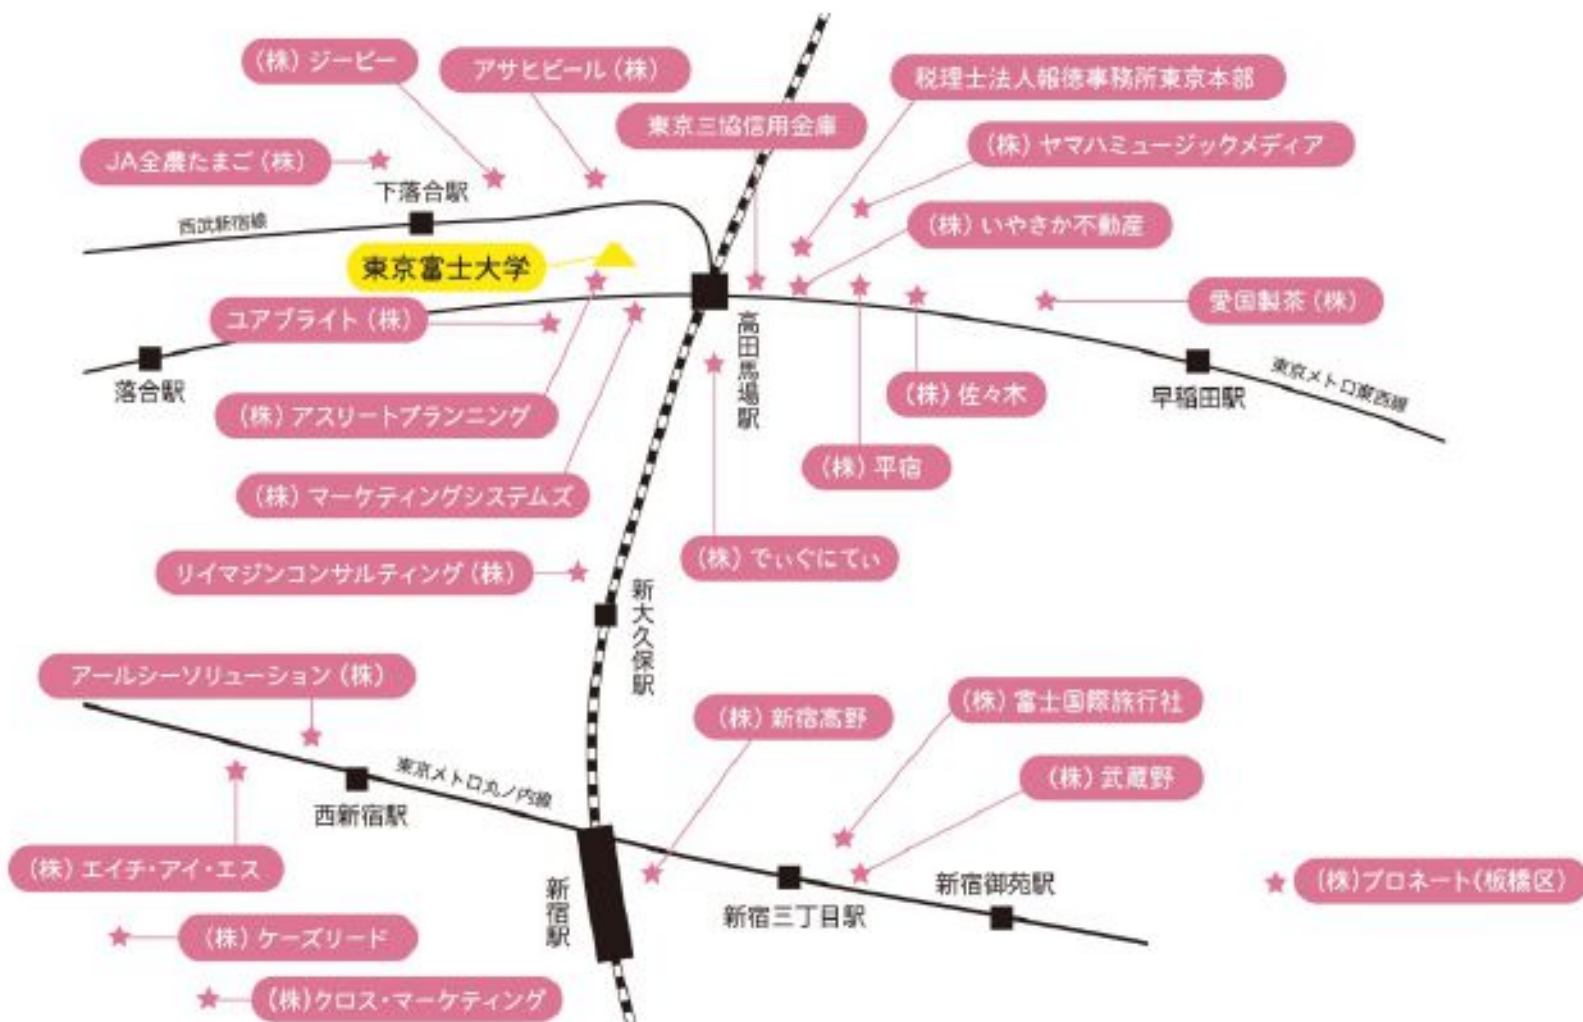 (株) ジービー
アサヒビール (株)
税理士法人報徳事務所東京本部
東京三協信用金庫
(株) ヤマハミュージックメディア
JA全農たまご (株)
下落合駅
西武新宿線
(株) いやさか不動産
東京富士大学
ユアブライト (株)
愛国製茶 (株)
高田馬場駅
落合駅
(株) アスリートプランニング
(株) 佐々木
早稲田駅
東京メトロ東西線
(株) 平宿
(株) マーケティングシステムズ
(株) でぃぐにてぃ
リイマジンコンサルティング (株)
新大久保駅
アールシーソリューション (株)
(株) 新宿高野
(株) 富士国際旅行社
(株) 武蔵野
東京メトロ丸ノ内線
西新宿駅
(株) エイチ・アイ・エス
新宿駅
新宿三丁目駅
新宿御苑駅
(株)プロネート(板橋区)
(株) ケーズリード
(株)クロス・マーケティング